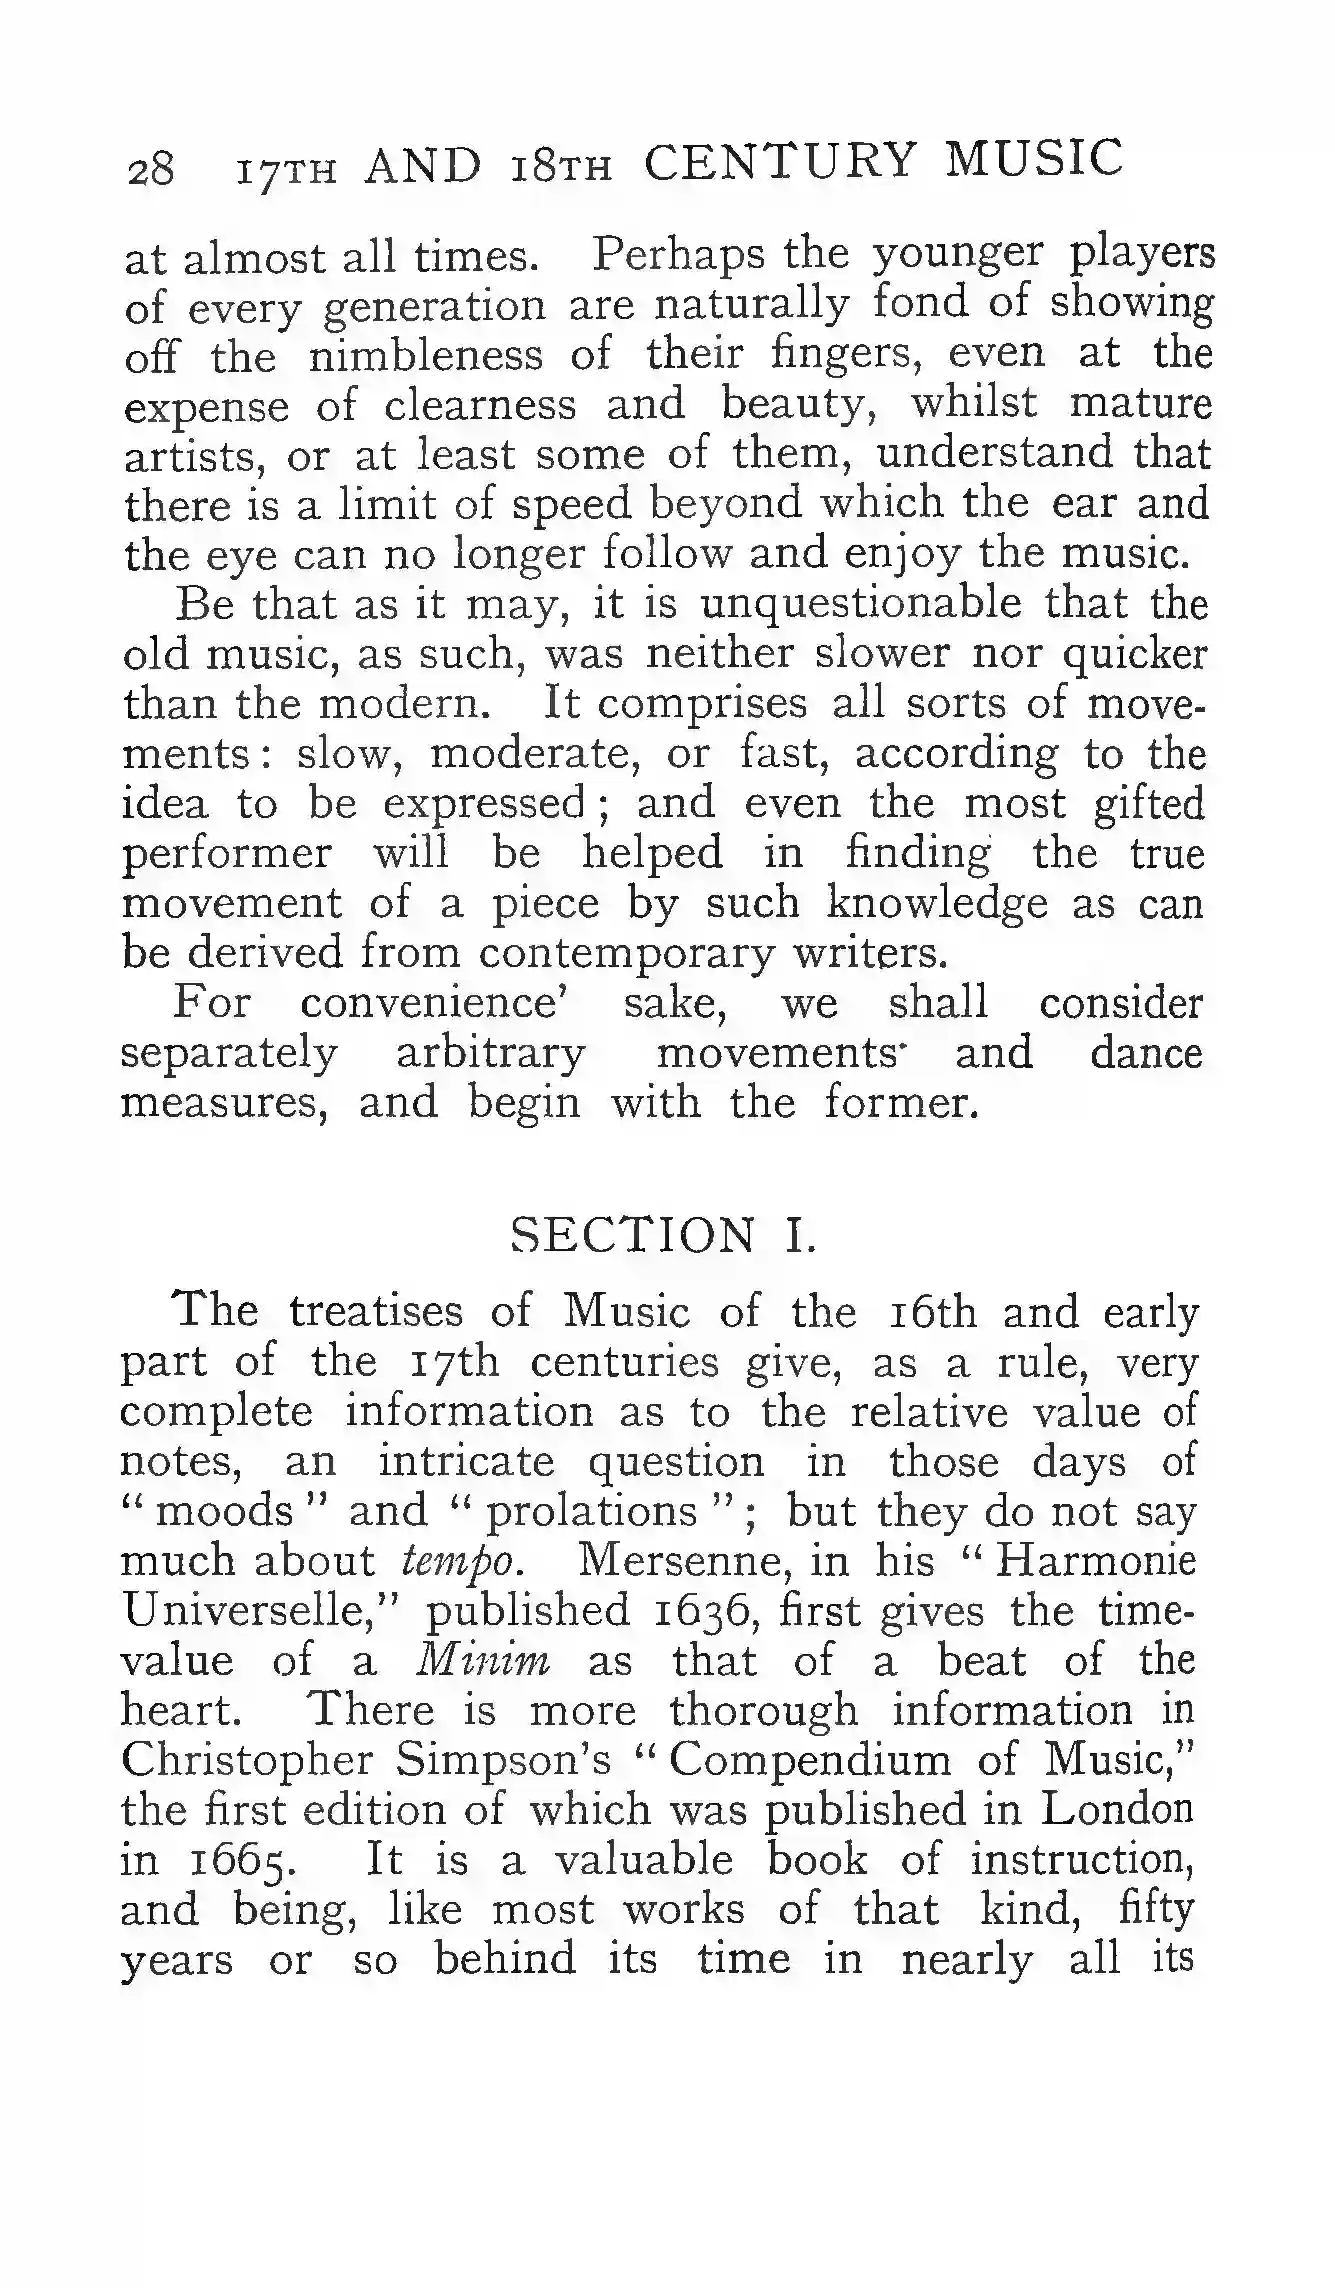 28 17TH AND 18TH CENTURY MUSIC
at almost all times. Perhaps the younger players
of every generation are naturally fond of showing
off the nimbleness of their fingers, even at the
expense of clearness and beauty, whilst mature
artists, or at least some of them, understand that
there is a limit of speed beyond which the ear and
the eye can no longer follow and enjoy the music.
Be that as it may, it is unquestionable that the
old music, as such, was neither slower nor quicker
than the modern. It comprises all sorts of move-
ments: slow, moderate, or fast, according to the
idea to be expressed; and even the most gifted
performer will be helped in finding the true
movement of a piece by such knowledge as can
be derived from contemporary writers.
For convenience' sake, we shall consider
separately arbitrary movements and dance
measures, and begin with the former.
SECTION I.
The treatises of Music of the 16th and early
part of the 17th centuries give, as a rule, very
complete information as to the relative value of
notes, an intricate question in those days of
"moods" and "prolations"; but they do not say
much about tempo. Mersenne, in his "Harmonie
Universelle," published 1636, first gives the time-
value of a Minim as that of a beat of the
heart. There is more thorough information in
Christopher Simpson's "Compendium of Music,"
the first edition of which was published in London
in 1665. It is a valuable book of instruction,
and being, like most works of that kind, fifty
years or so behind its time in nearly all its